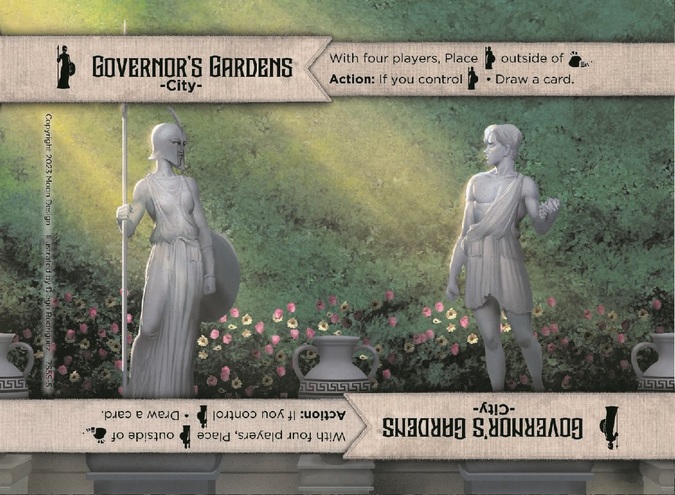 GOVERNOR'S GARDENS
-City-
With four players, Place outside of
Action: If you control • Draw a card.
Copyright 2023 Moon Design
Illustrated by
With four players, Place outside of
Action: If you control • Draw a card.
GOVERNOR'S GARDENS
-City-